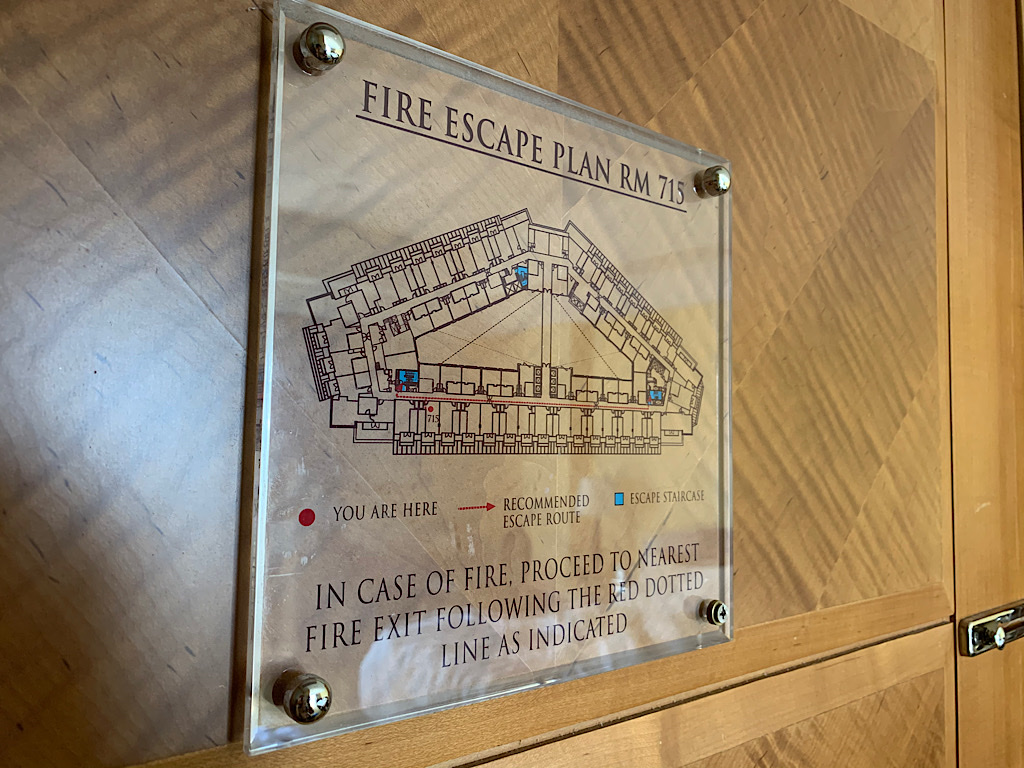 FIRE ESCAPE PLAN RM 715
715
YOU ARE HERE
RECOMMENDED
ESCAPE ROUTE
ESCAPE STAIRCASE
IN CASE OF FIRE, PROCEED TO NEAREST
FIRE EXIT FOLLOWING THE RED DOTTED
LINE AS INDICATED